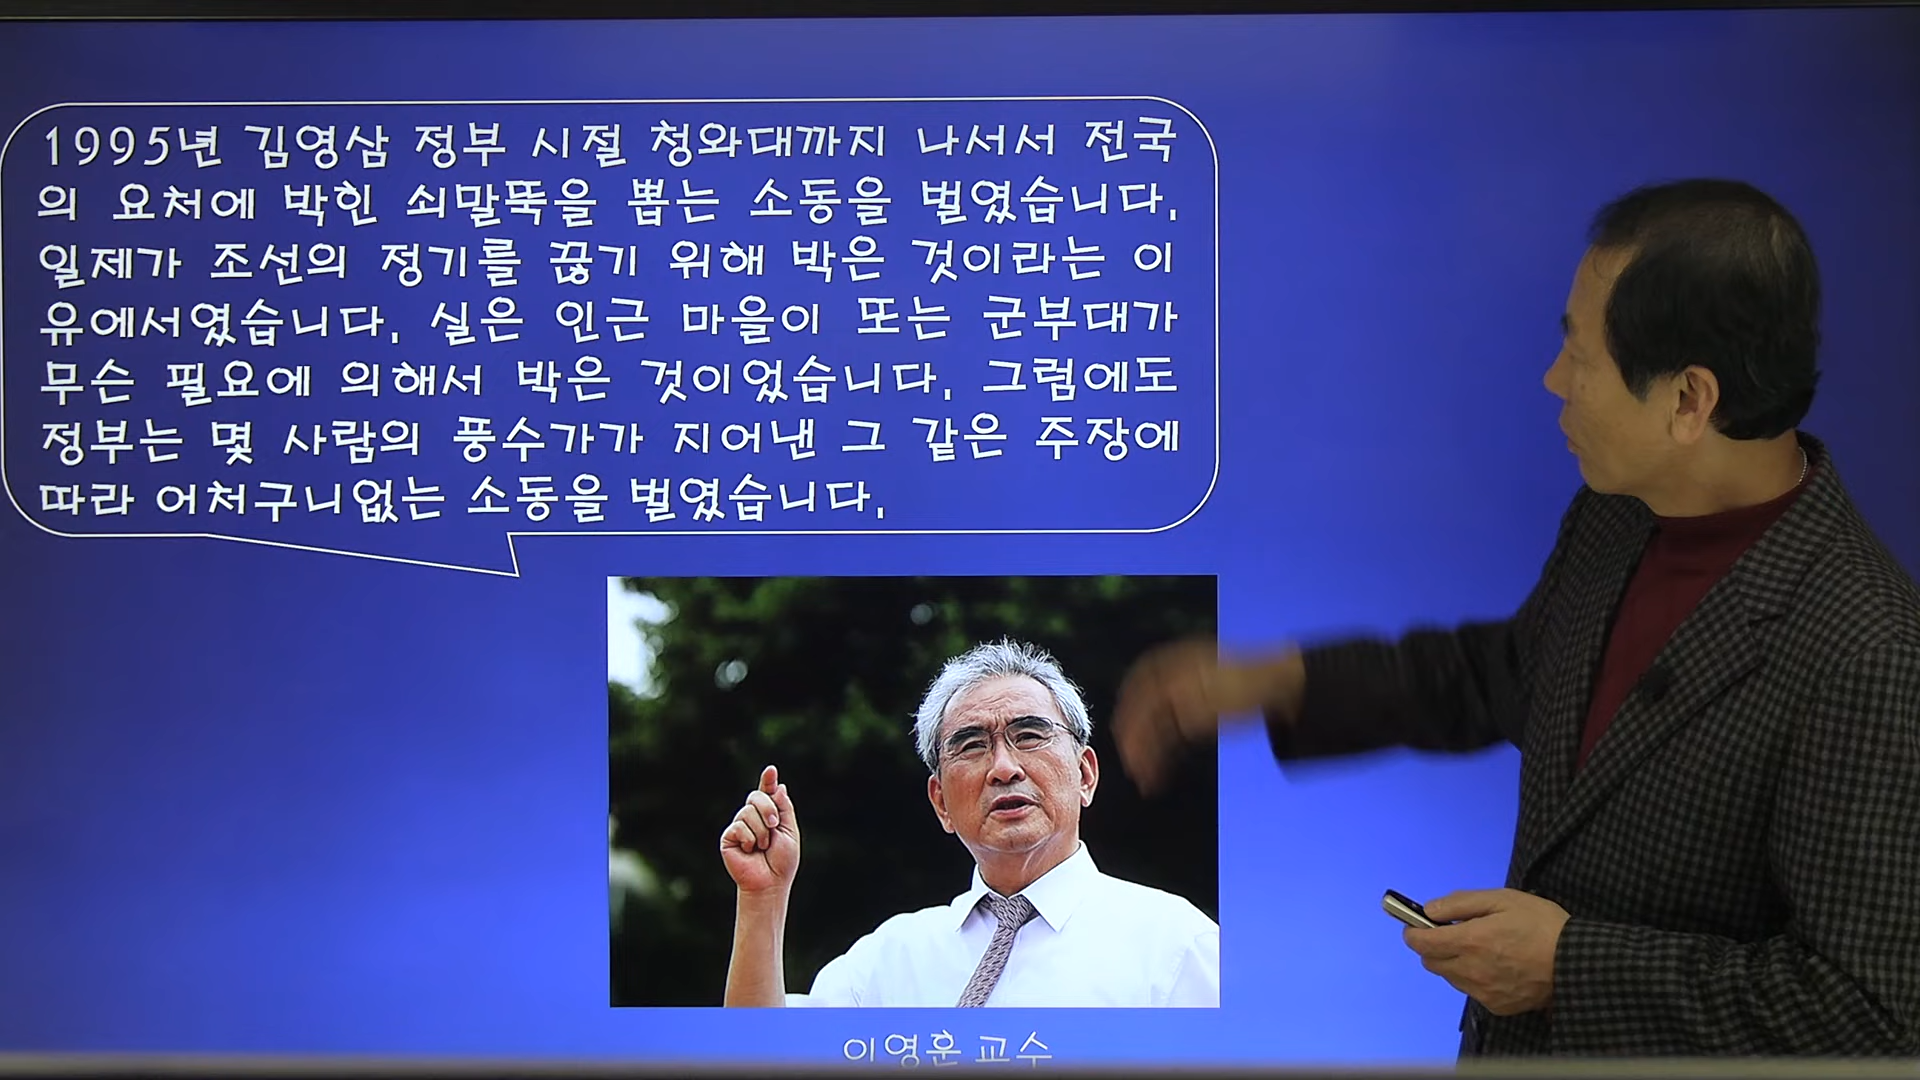 1995년 김영삼 정부 시절 청와대까지 나서서 전국
의 요처에 박힌 쇠말뚝을 뽑는 소동을 벌였습니다.
일제가 조선의 정기를 끊기 위해 박은 것이라는 이
유에서였습니다. 실은 인근 마을이 또는 군부대가
무슨 필요에 의해서 박은 것이었습니다. 그럼에도
정부는 몇 사람의 풍수가가 지어낸 그 같은 주장에
따라 어처구니없는 소동을 벌였습니다.
이영훈 교수